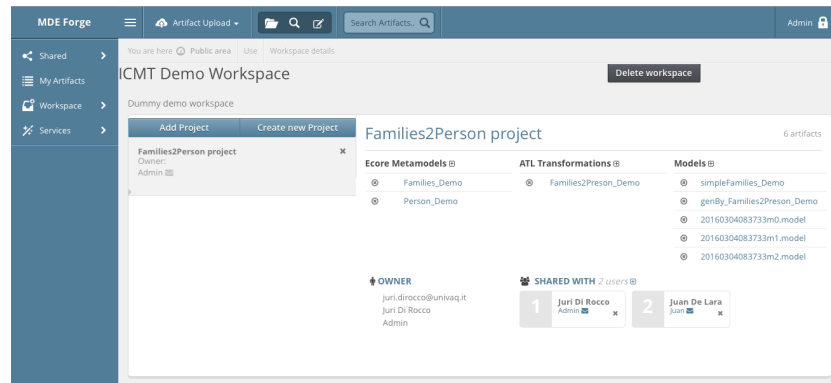 MDE Forge
Artifact Upload
Search Artifacts..
Admin
Shared
My Artifacts
Workspace
Services
You are here Public area Use Workspace details
ICMT Demo Workspace
Delete workspace
Dummy demo workspace
Add Project Create new Project
Families2Person project
Owner:
Admin
Families2Person project
6 artifacts
Ecore Metamodels
Families_Demo
Person_Demo
ATL Transformations
Families2Preson_Demo
Models
simpleFamilies_Demo
genBy_Families2Preson_Demo
20160304083733m0.model
20160304083733m1.model
20160304083733m2.model
OWNER
juri.dirocco@univaq.it
Juri Di Rocco
Admin
SHARED WITH 2 users
1
Juri Di Rocco
Admin
2
Juan De Lara
Juan